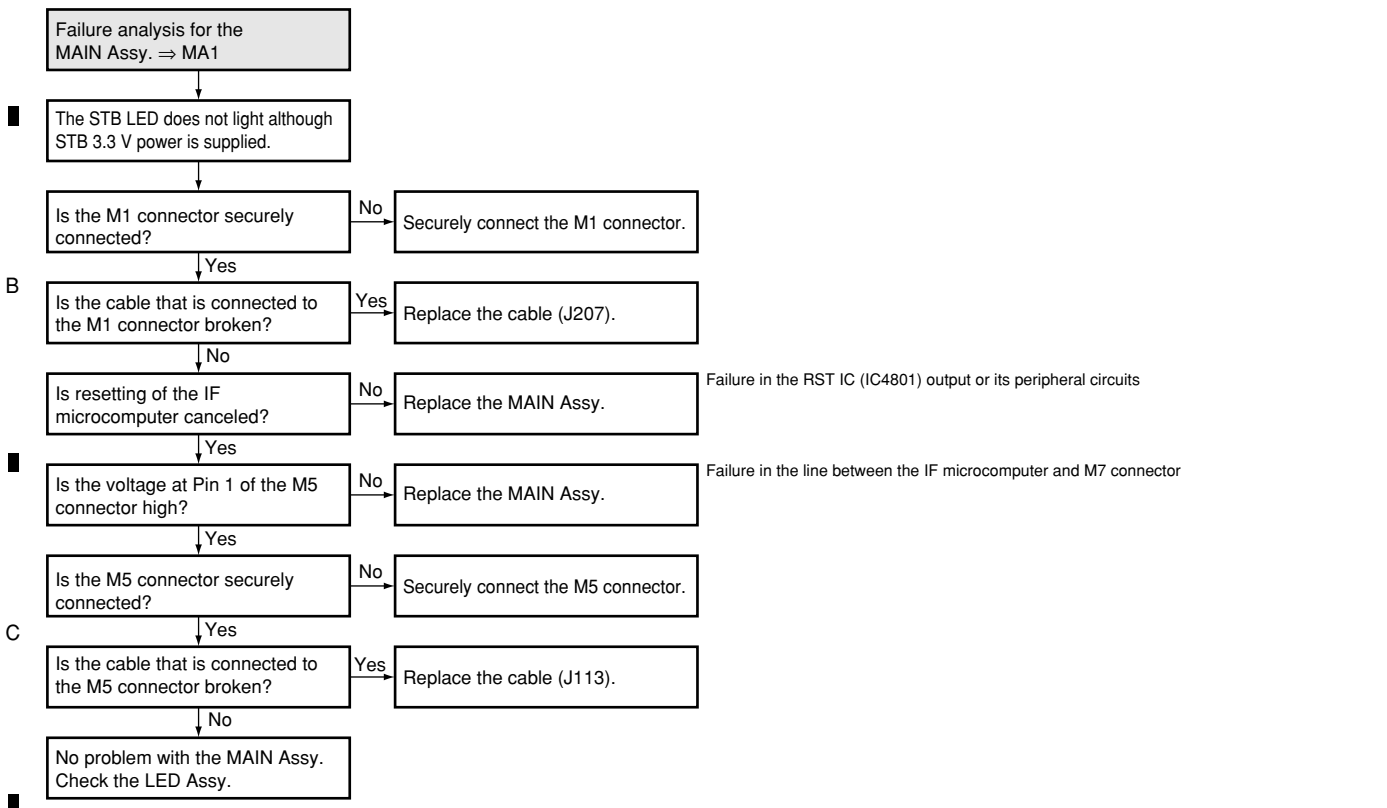 Failure analysis for the
MAIN Assy. ⇒ MA1
The STB LED does not light although
STB 3.3 V power is supplied.
Is the M1 connector securely
connected?
No
Securely connect the M1 connector.
Yes
B
Is the cable that is connected to
the M1 connector broken?
Yes
Replace the cable (J207).
No
Is resetting of the IF
microcomputer canceled?
No
Replace the MAIN Assy.
Failure in the RST IC (IC4801) output or its peripheral circuits
Yes
Is the voltage at Pin 1 of the M5
connector high?
No
Replace the MAIN Assy.
Failure in the line between the IF microcomputer and M7 connector
Yes
Is the M5 connector securely
connected?
No
Securely connect the M5 connector.
Yes
C
Is the cable that is connected to
the M5 connector broken?
Yes
Replace the cable (J113).
No
No problem with the MAIN Assy.
Check the LED Assy.